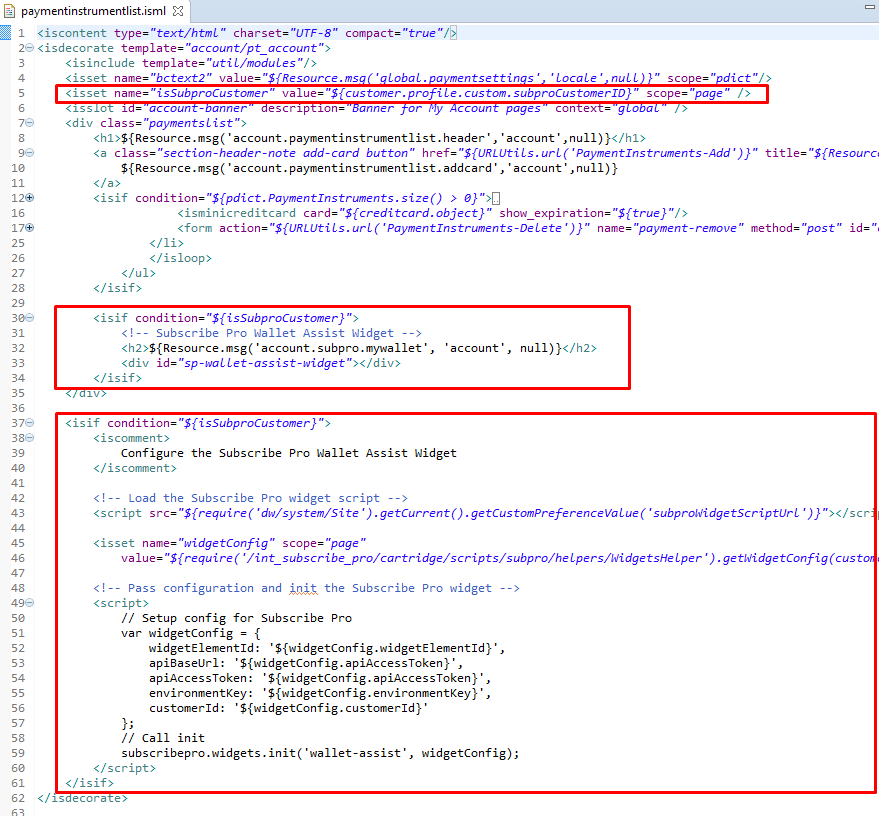 paymentinstrumentlist.isml
1 <iscontent type="text/html" charset="UTF-8" compact="true"/>
2 <isdecorate template="account/pt_account">
3 <isinclude template="util/modules"/>
4 <isset name="bctext2" value="${Resource.msg('global.paymentsettings','locale',null)}" scope="pdict"/>
5 <isset name="isSubproCustomer" value="${customer.profile.custom.subproCustomerID}" scope="page" />
6 <isslot id="account-banner" description="Banner for My Account pages" context="global" />
7 <div class="paymentslist">
8 <h1>${Resource.msg('account.paymentinstrumentlist.header','account',null)}</h1>
9 <a class="section-header-note add-card button" href="${URLUtils.url('PaymentInstruments-Add')}" title="${Resourc
10 ${Resource.msg('account.paymentinstrumentlist.addcard','account',null)}
11 </a>
12 <isif condition="${pdict.PaymentInstruments.size() > 0}">
16 <isminicreditcard card="${creditcard.object}" show_expiration="${true}"/>
17 <form action="${URLUtils.url('PaymentInstruments-Delete')}" name="payment-remove" method="post" id="
25 </li>
26 </isloop>
27 </ul>
28 </isif>
29
30 <isif condition="${isSubproCustomer}">
31 <!-- Subscribe Pro Wallet Assist Widget -->
32 <h2>${Resource.msg('account.subpro.mywallet', 'account', null)}</h2>
33 <div id="sp-wallet-assist-widget"></div>
34 </isif>
35 </div>
36
37 <isif condition="${isSubproCustomer}">
38 <iscomment>
39 Configure the Subscribe Pro Wallet Assist Widget
40 </iscomment>
41
42 <!-- Load the Subscribe Pro widget script -->
43 <script src="${require('dw/system/Site').getCurrent().getCustomPreferenceValue('subproWidgetScriptUrl')}"></scri
44
45 <isset name="widgetConfig" scope="page"
46 value="${require('/int_subscribe_pro/cartridge/scripts/subpro/helpers/WidgetsHelper').getWidgetConfig(custom
47
48 <!-- Pass configuration and init the Subscribe Pro widget -->
49 <script>
50 // Setup config for Subscribe Pro
51 var widgetConfig = {
52 widgetElementId: '${widgetConfig.widgetElementId}',
53 apiBaseUrl: '${widgetConfig.apiAccessToken}',
54 apiAccessToken: '${widgetConfig.apiAccessToken}',
55 environmentKey: '${widgetConfig.environmentKey}',
56 customerId: '${widgetConfig.customerId}'
57 };
58 // Call init
59 subscribepro.widgets.init('wallet-assist', widgetConfig);
60 </script>
61 </isif>
62 </isdecorate>
63